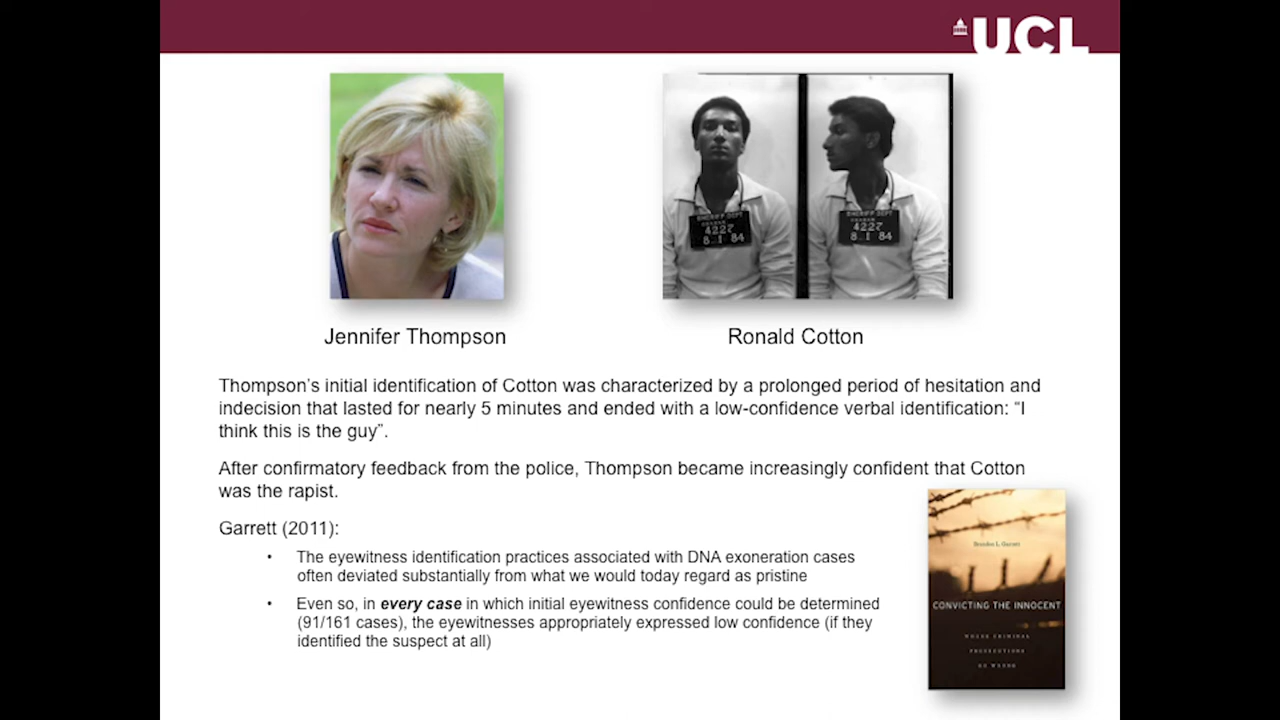 UCL
SHERIFF DEPT
4227
8 1 84
SHERIFF DEPT
4227
8 1 84
Jennifer Thompson
Ronald Cotton
Thompson’s initial identification of Cotton was characterized by a prolonged period of hesitation and
indecision that lasted for nearly 5 minutes and ended with a low-confidence verbal identification: “I
think this is the guy”.
After confirmatory feedback from the police, Thompson became increasingly confident that Cotton
was the rapist.
Garrett (2011):
• The eyewitness identification practices associated with DNA exoneration cases
often deviated substantially from what we would today regard as pristine
• Even so, in every case in which initial eyewitness confidence could be determined
(91/161 cases), the eyewitnesses appropriately expressed low confidence (if they
identified the suspect at all)
Brandon L. Garrett
CONVICTING THE INNOCENT
WHERE CRIMINAL
PROSECUTIONS
GO WRONG